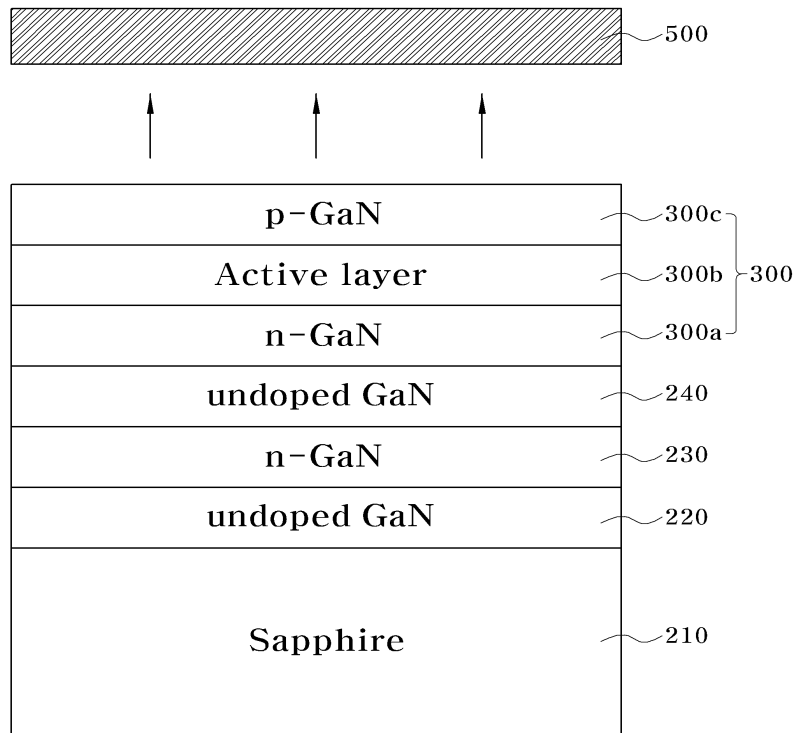 500
p-GaN 300c
Active layer 300b 300
n-GaN 300a
undoped GaN 240
n-GaN 230
undoped GaN 220
Sapphire 210